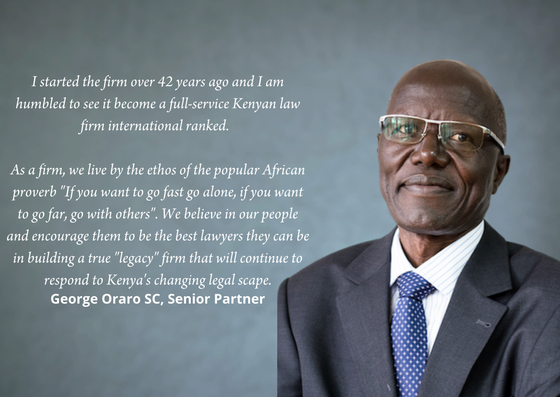 I started the firm over 42 years ago and I am
humbled to see it become a full-service Kenyan law
firm international ranked.
As a firm, we live by the ethos of the popular African
proverb "If you want to go fast go alone, if you want
to go far, go with others". We believe in our people
and encourage them to be the best lawyers they can be
in building a true "legacy" firm that will continue to
respond to Kenya's changing legal scape.
George Oraro SC, Senior Partner